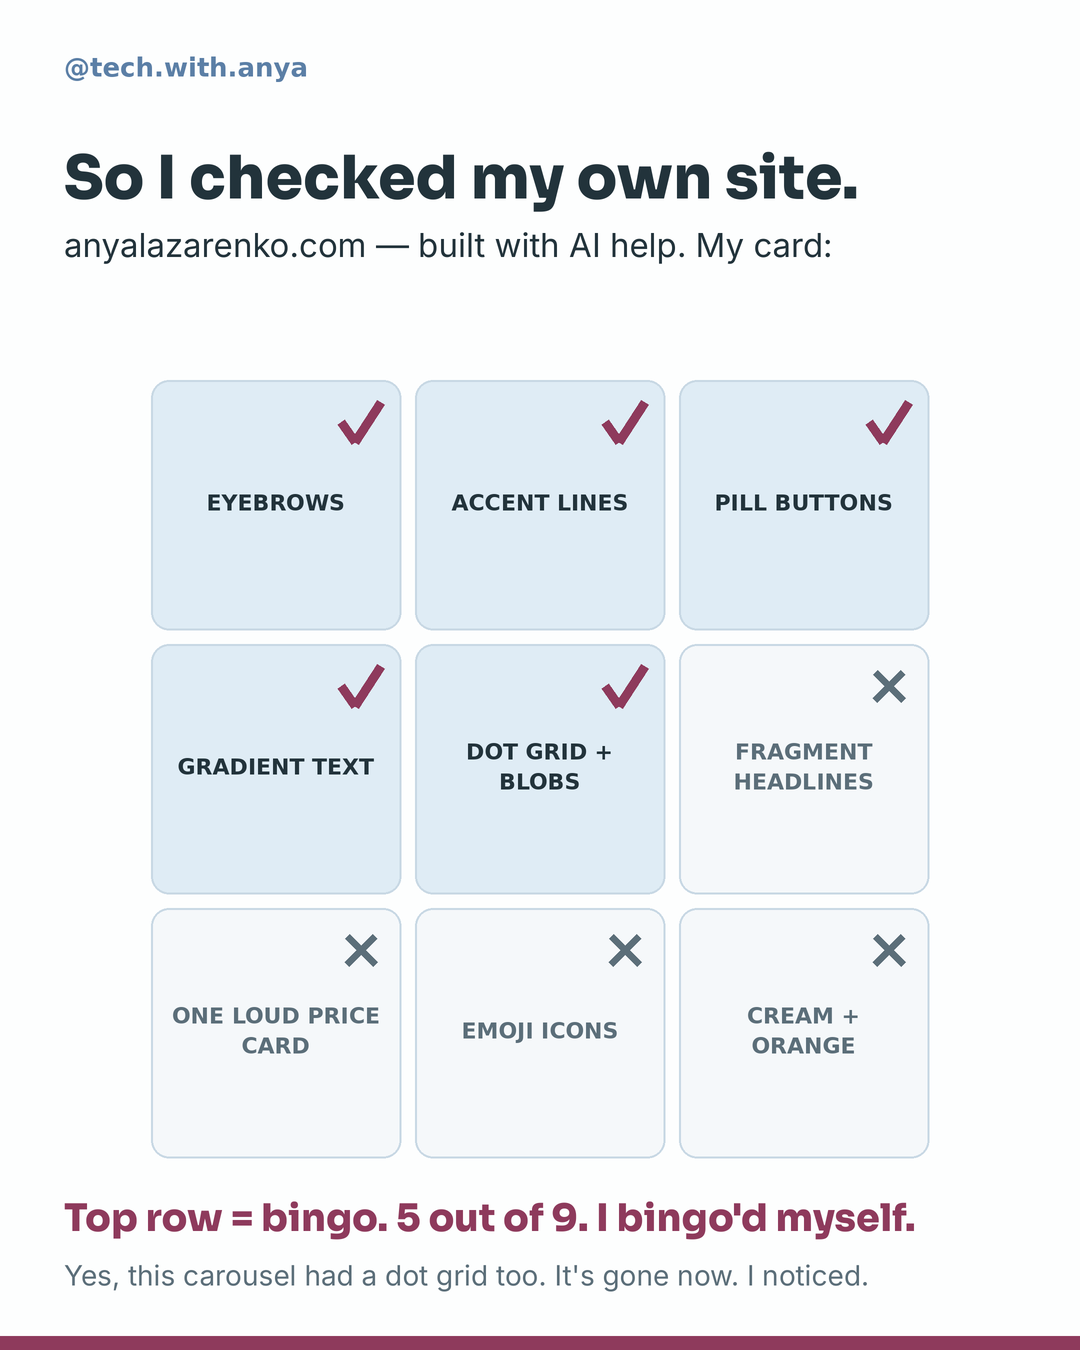 @tech.with.anya
So I checked my own site.
anyalazarenko.com — built with AI help. My card:
EYEBROWS
ACCENT LINES
PILL BUTTONS
GRADIENT TEXT
DOT GRID +
BLOBS
FRAGMENT
HEADLINES
ONE LOUD PRICE
CARD
EMOJI ICONS
CREAM +
ORANGE
Top row = bingo. 5 out of 9. I bingo'd myself.
Yes, this carousel had a dot grid too. It's gone now. I noticed.